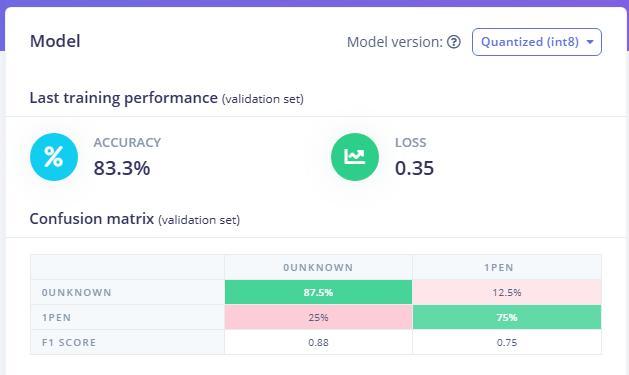 Model
Model version: Quantized (int8)
Last training performance (validation set)
% ACCURACY
83.3%
LOSS
0.35
Confusion matrix (validation set)
0UNKNOWN 1PEN
0UNKNOWN 87.5% 12.5%
1PEN 25% 75%
F1 SCORE 0.88 0.75